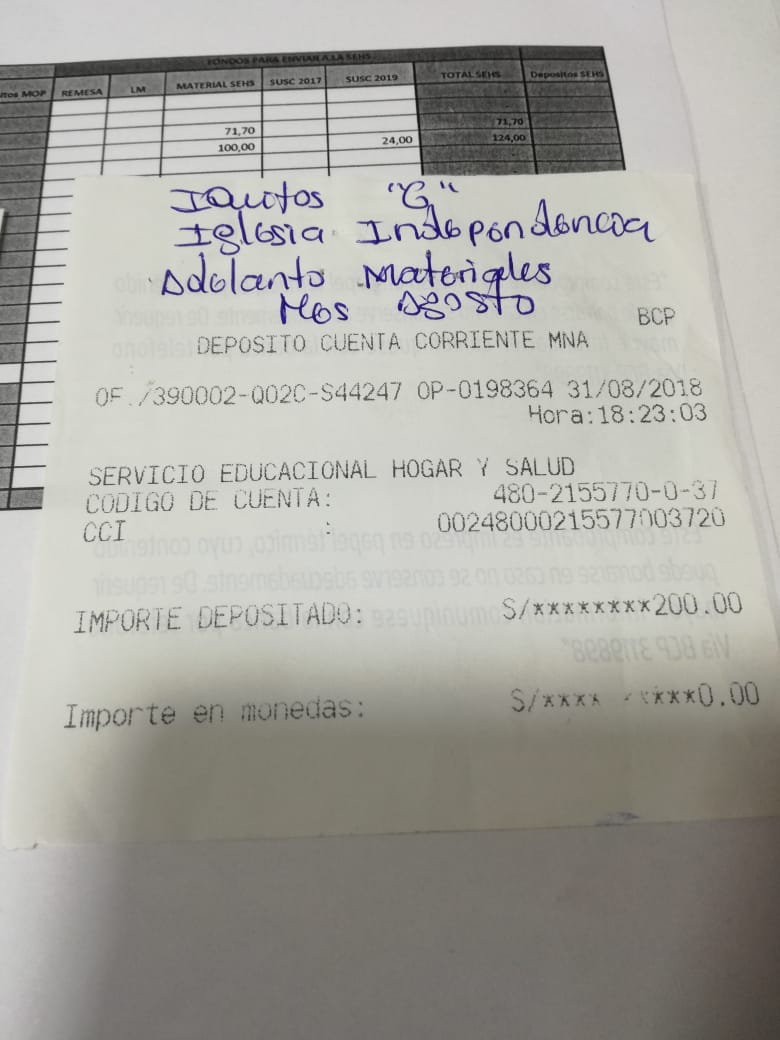 FONDOS PARA ENVIAR A LA SEHS
itos MOP REMESA LM MATERIAL SEHS SUSC 2017 SUSC 2019 TOTAL SEHS Depositos SEHS
71,70 71,70
100,00 24,00 124,00
IQuitos "G"
Iglesia Independencia
Adelanto Materiales
Mes Agosto
BCP
DEPOSITO CUENTA CORRIENTE MNA
OF./390002-Q02C-S44247 OP-0198364 31/08/2018
Hora:18:23:03
SERVICIO EDUCACIONAL HOGAR Y SALUD
CODIGO DE CUENTA: 480-2155770-0-37
CCI : 00248000215577003720
IMPORTE DEPOSITADO: S/********200.00
Importe en monedas: S/**** ****0.00